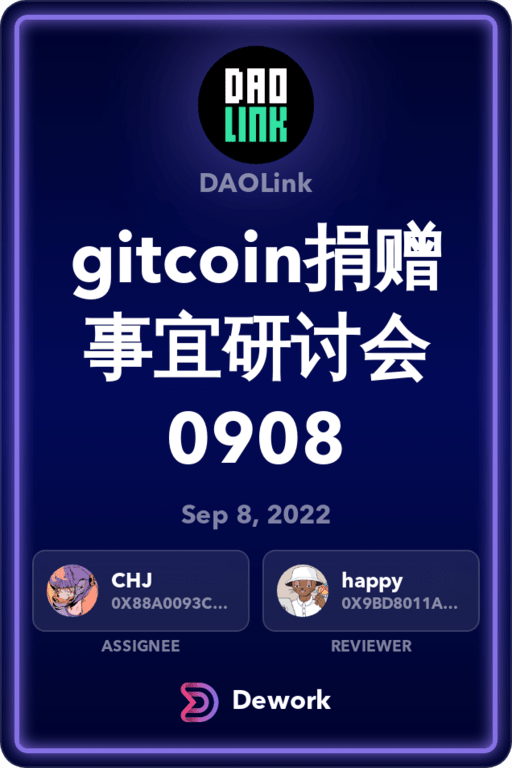 DAO
LINK
DAOLink
gitcoin捐赠
事宜研讨会
0908
Sep 8, 2022
CHJ
0X88A0093C...
happy
0X9BD8011A...
ASSIGNEE
REVIEWER
Dework